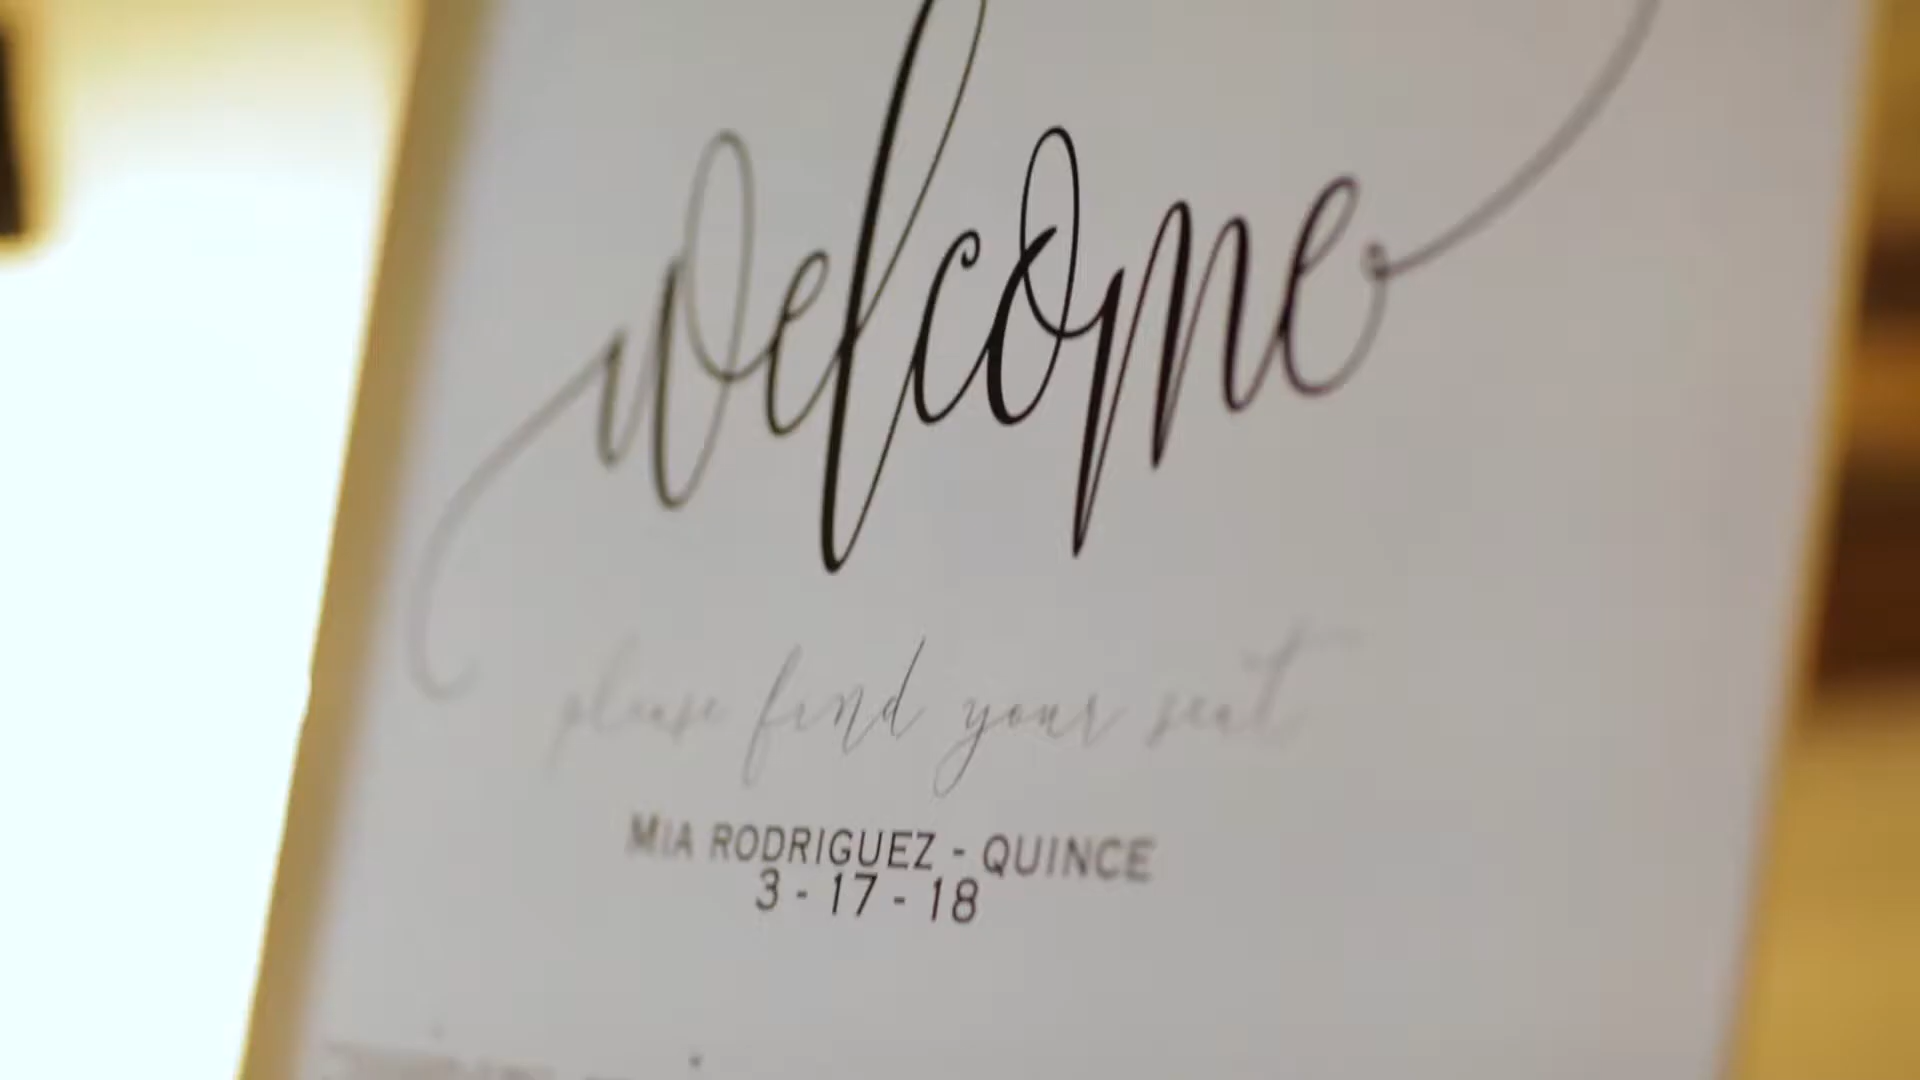 welcome
please find your seat
MIA RODRIGUEZ - QUINCE
3 - 17 - 18